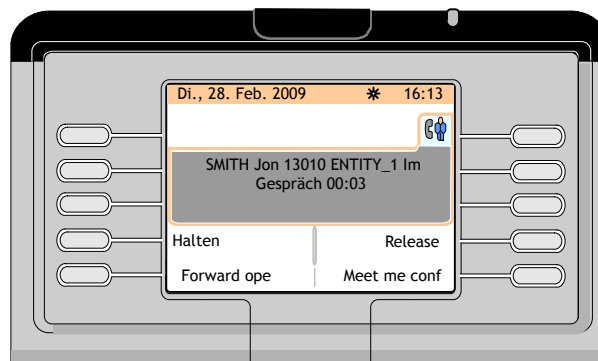 Di., 28. Feb. 2009 16:13
SMITH Jon 13010 ENTITY_1 Im
Gespräch 00:03
Halten Release
Forward ope Meet me conf